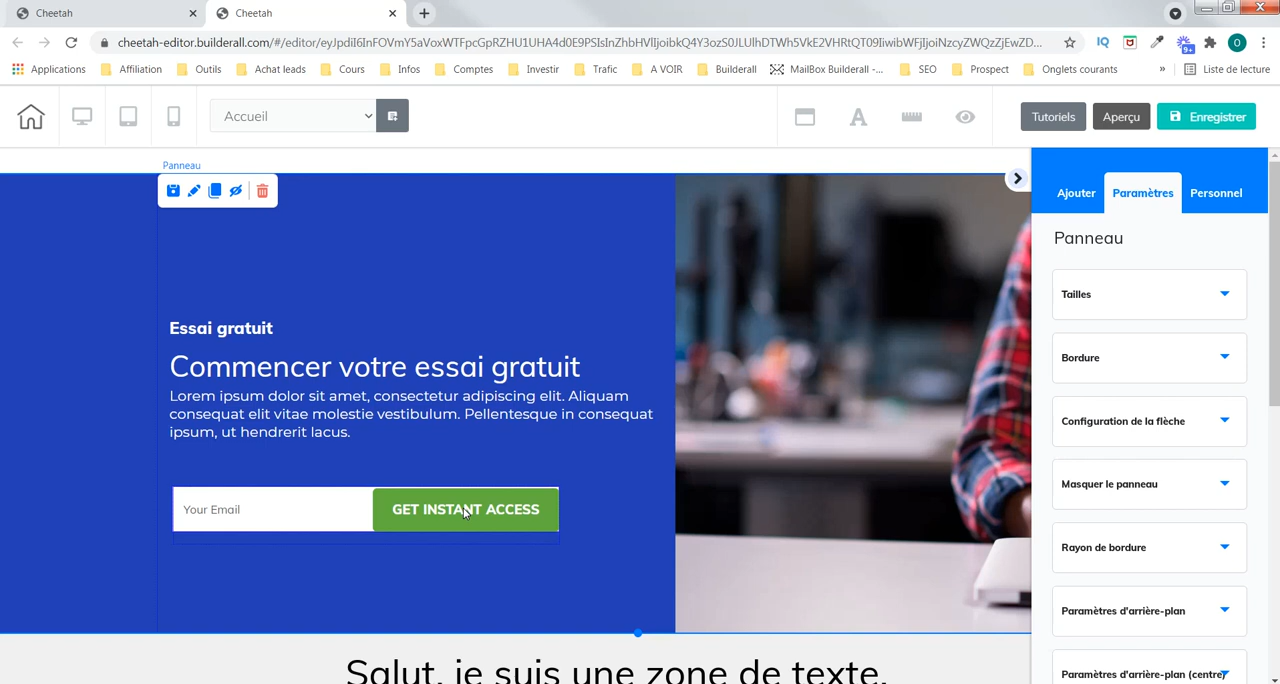 Cheetah
Cheetah
cheetah-editor.builderall.com/#/editor/eyJpdiI6InFOVmY5aVoxWTFpcGpRZHU1UHA4d0E9PSIsInZhbHVlIjoibkQ4Y3ozS0JLUlhDTWh5VkE2VHRtQT09IiwibWFjIjoiNzcyZWQzZjEwZD...
IQ
9+
O
Applications
Affiliation
Outils
Achat leads
Cours
Infos
Comptes
Investir
Trafic
A VOIR
Builderall
MailBox Builderall -...
SEO
Prospect
Onglets courants
»
Liste de lecture
Accueil
A
Tutoriels
Aperçu
Enregistrer
Panneau
Essai gratuit
Commencer votre essai gratuit
Lorem ipsum dolor sit amet, consectetur adipiscing elit. Aliquam
consequat elit vitae molestie vestibulum. Pellentesque in consequat
ipsum, ut hendrerit lacus.
Your Email
GET INSTANT ACCESS
Salut, je suis une zone de texte.
Ajouter
Paramètres
Personnel
Panneau
Tailles
Bordure
Configuration de la flèche
Masquer le panneau
Rayon de bordure
Paramètres d'arrière-plan
Paramètres d'arrière-plan (centre)